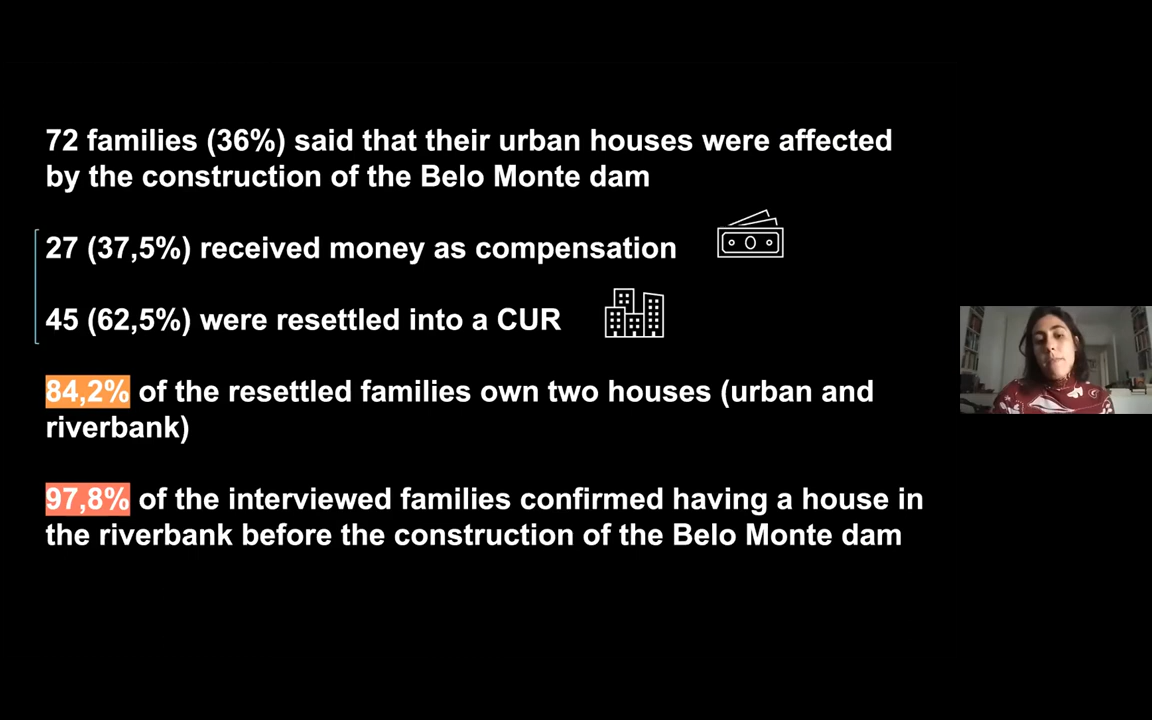 72 families (36%) said that their urban houses were affected
by the construction of the Belo Monte dam
27 (37,5%) received money as compensation
45 (62,5%) were resettled into a CUR
84,2% of the resettled families own two houses (urban and
riverbank)
97,8% of the interviewed families confirmed having a house in
the riverbank before the construction of the Belo Monte dam